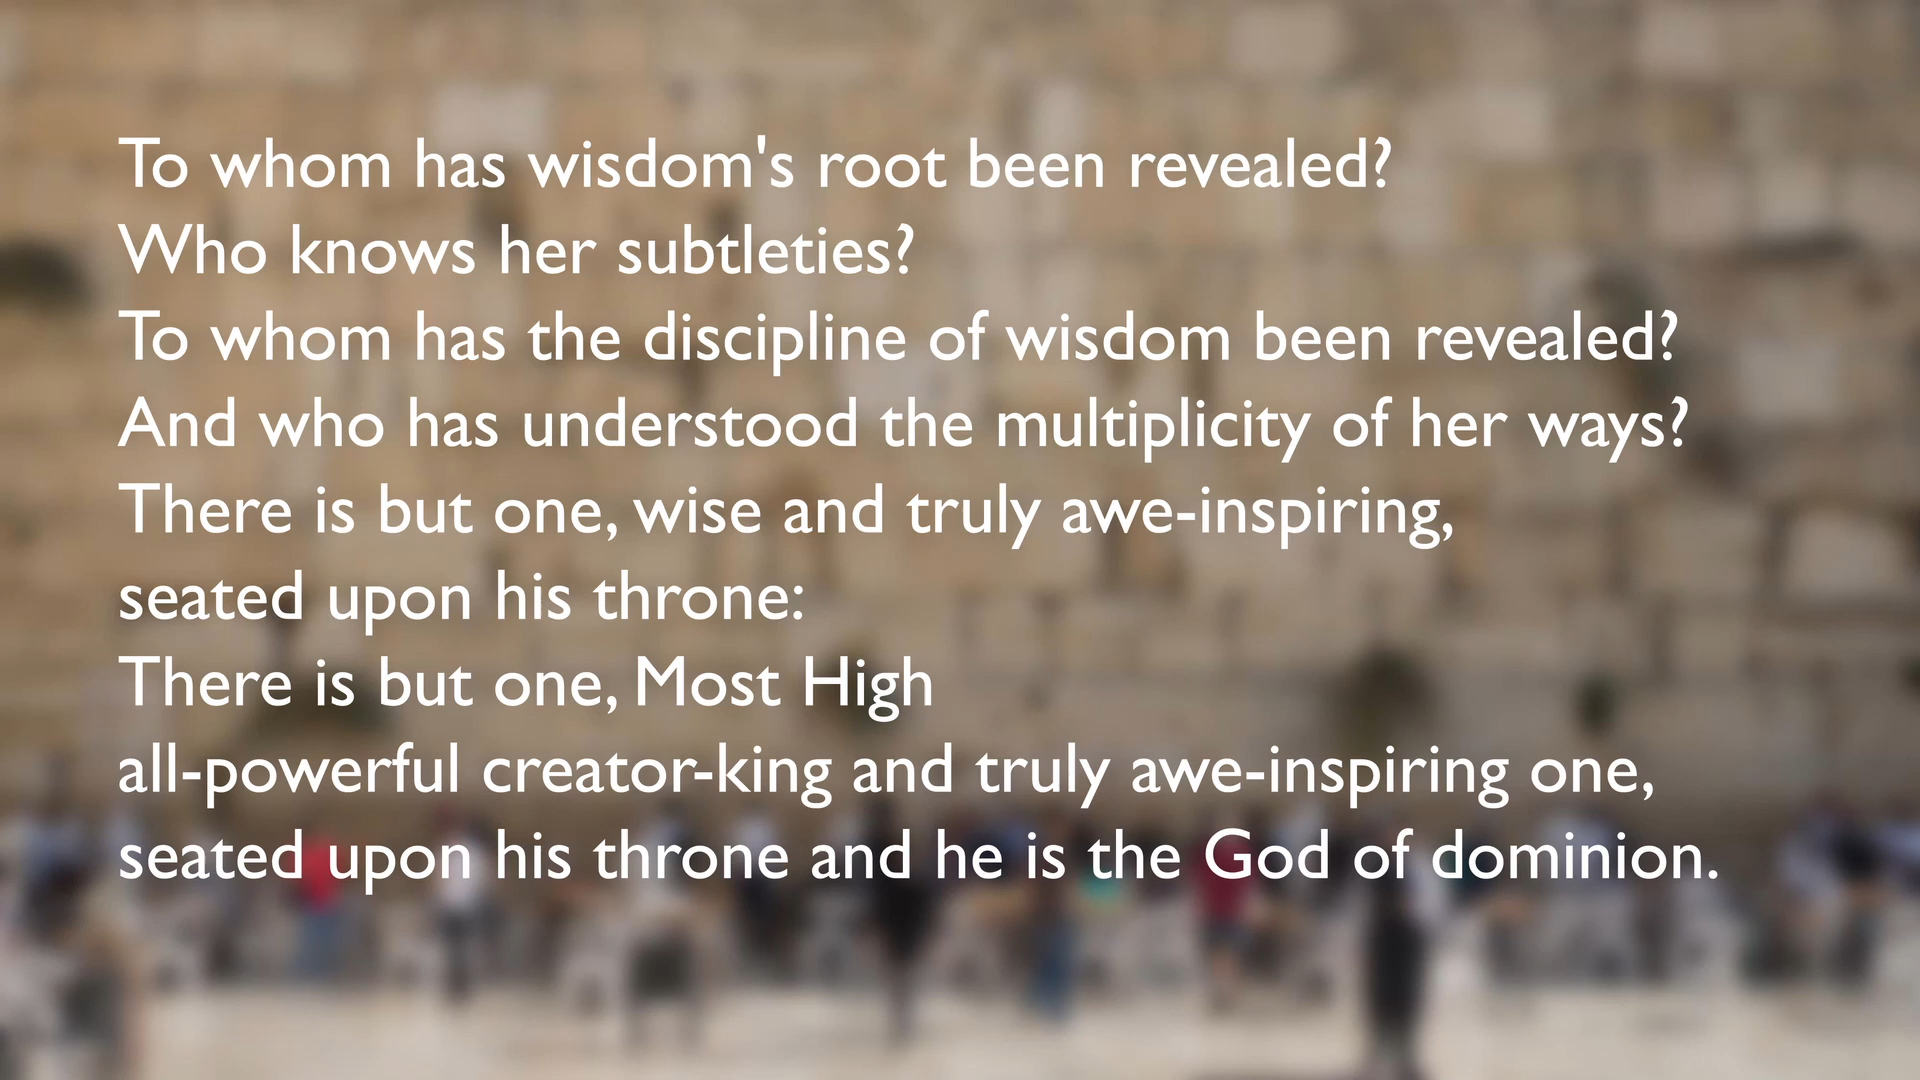 To whom has wisdom's root been revealed?
Who knows her subtleties?
To whom has the discipline of wisdom been revealed?
And who has understood the multiplicity of her ways?
There is but one, wise and truly awe-inspiring,
seated upon his throne:
There is but one, Most High
all-powerful creator-king and truly awe-inspiring one,
seated upon his throne and he is the God of dominion.